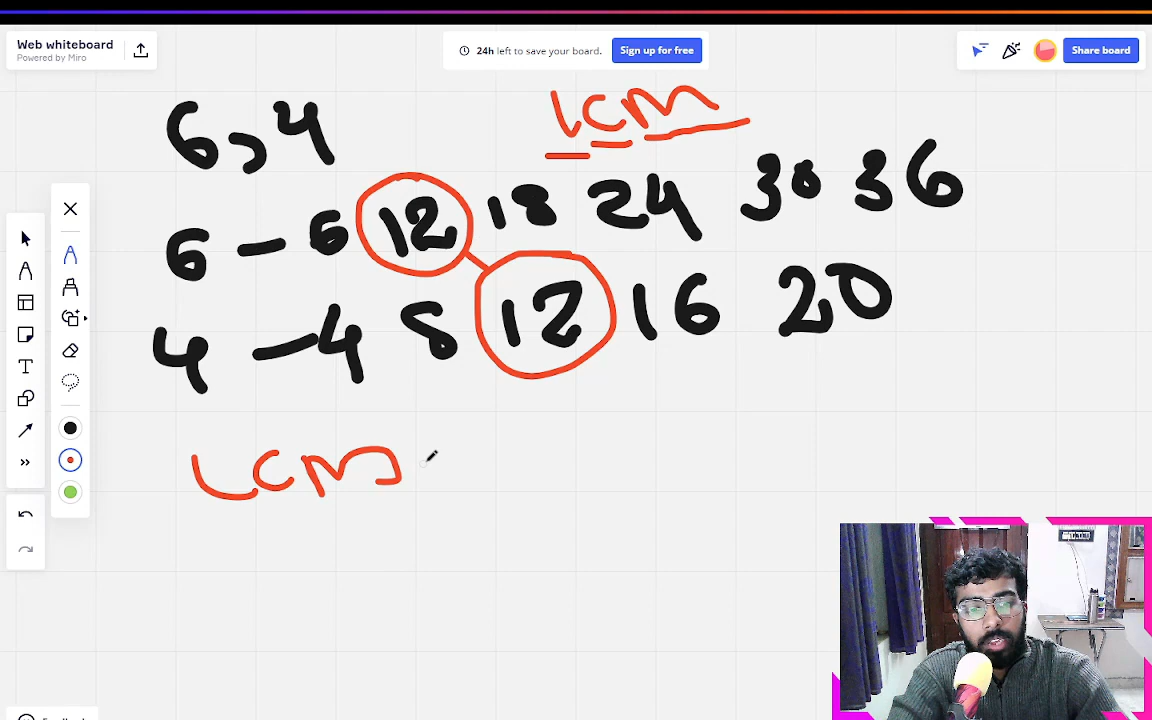 Web whiteboard
Powered by Miro
24h left to save your board.
Sign up for free
Share board
6,4
LCM
6 - 6 12 18 24 30 36
4 - 4 8 12 16 20
LCM
T